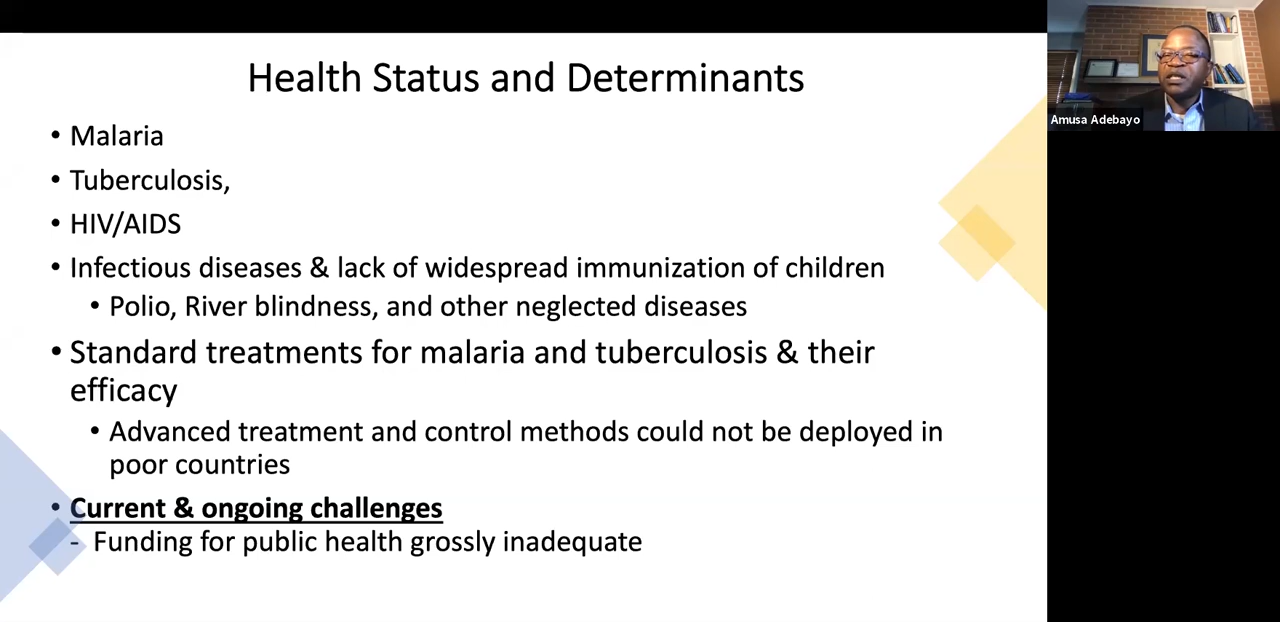 Health Status and Determinants
• Malaria
• Tuberculosis,
• HIV/AIDS
• Infectious diseases & lack of widespread immunization of children
• Polio, River blindness, and other neglected diseases
• Standard treatments for malaria and tuberculosis & their
efficacy
• Advanced treatment and control methods could not be deployed in
poor countries
• Current & ongoing challenges
- Funding for public health grossly inadequate
Amusa Adebayo